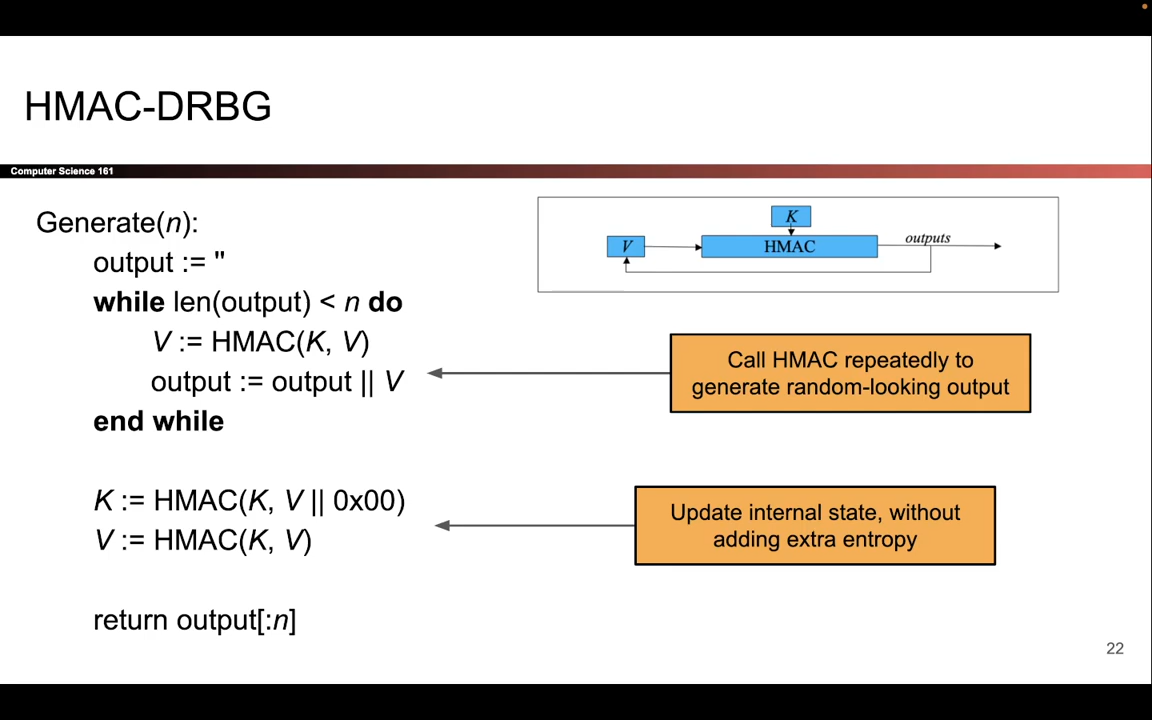 HMAC-DRBG
Computer Science 161
Generate(n):
output := ''
while len(output) < n do
V := HMAC(K, V)
output := output || V
end while
K := HMAC(K, V || 0x00)
V := HMAC(K, V)
return output[:n]
K
V
HMAC
outputs
Call HMAC repeatedly to
generate random-looking output
Update internal state, without
adding extra entropy
22